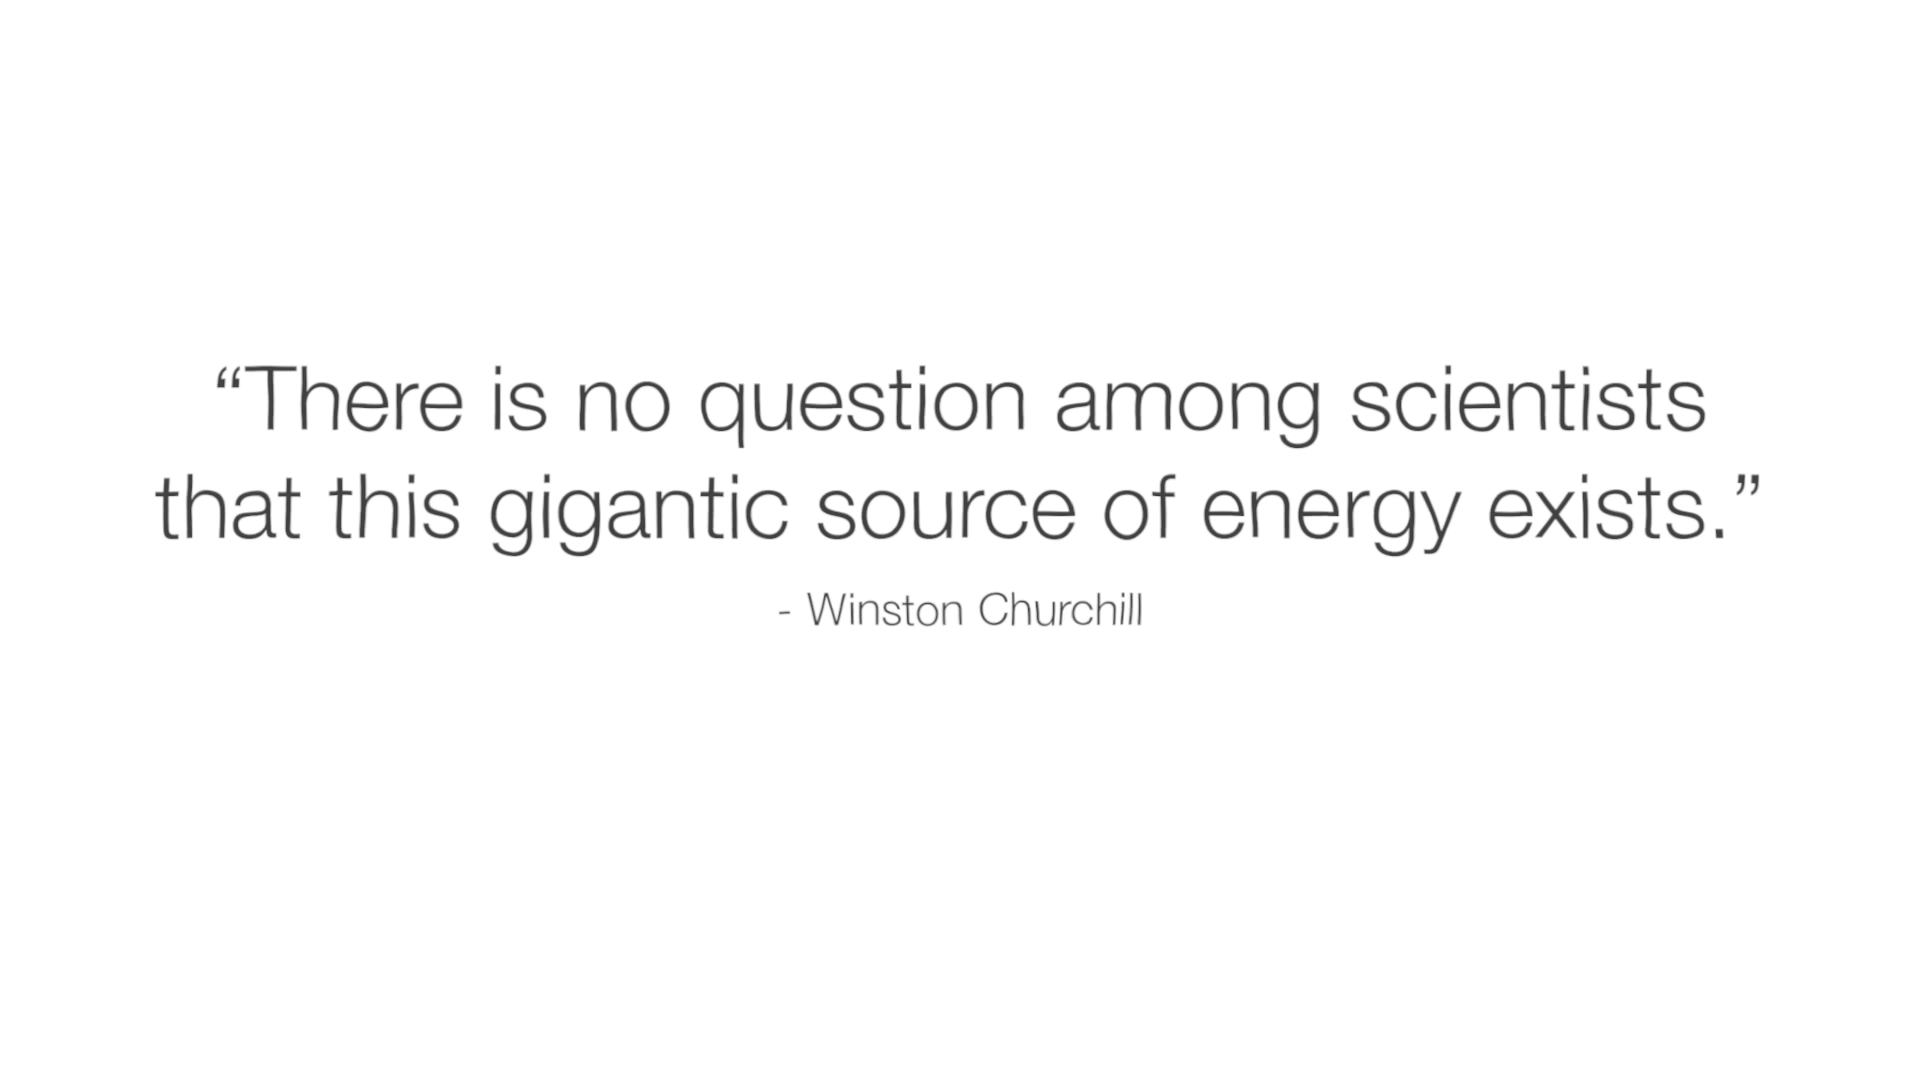 “There is no question among scientists
that this gigantic source of energy exists.”
- Winston Churchill